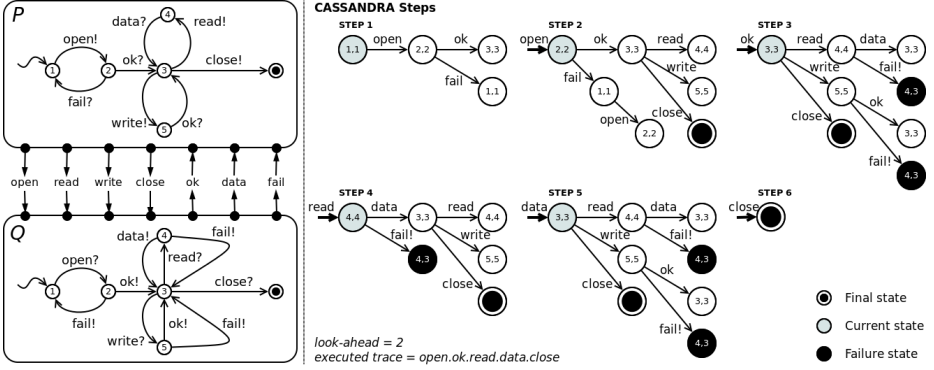 P
data?
read!
open!
ok?
close!
fail?
write!
ok?
1
2
3
4
5
open
read
write
close
ok
data
fail
Q
data!
fail!
open?
read?
ok!
close?
fail!
write?
ok!
fail!
1
2
3
4
5
CASSANDRA Steps
STEP 1
1,1
open
2,2
ok
3,3
fail
1,1
STEP 2
open
2,2
ok
3,3
read
4,4
fail
write
1,1
5,5
open
close
2,2
STEP 3
ok
3,3
read
4,4
data
3,3
write
fail!
5,5
4,3
close
ok
3,3
fail!
4,3
STEP 4
read
4,4
data
3,3
read
4,4
fail!
write
4,3
5,5
close
STEP 5
data
3,3
read
4,4
data
3,3
write
fail!
5,5
4,3
close
ok
3,3
fail!
4,3
STEP 6
close
look-ahead = 2
executed trace = open.ok.read.data.close
Final state
Current state
Failure state